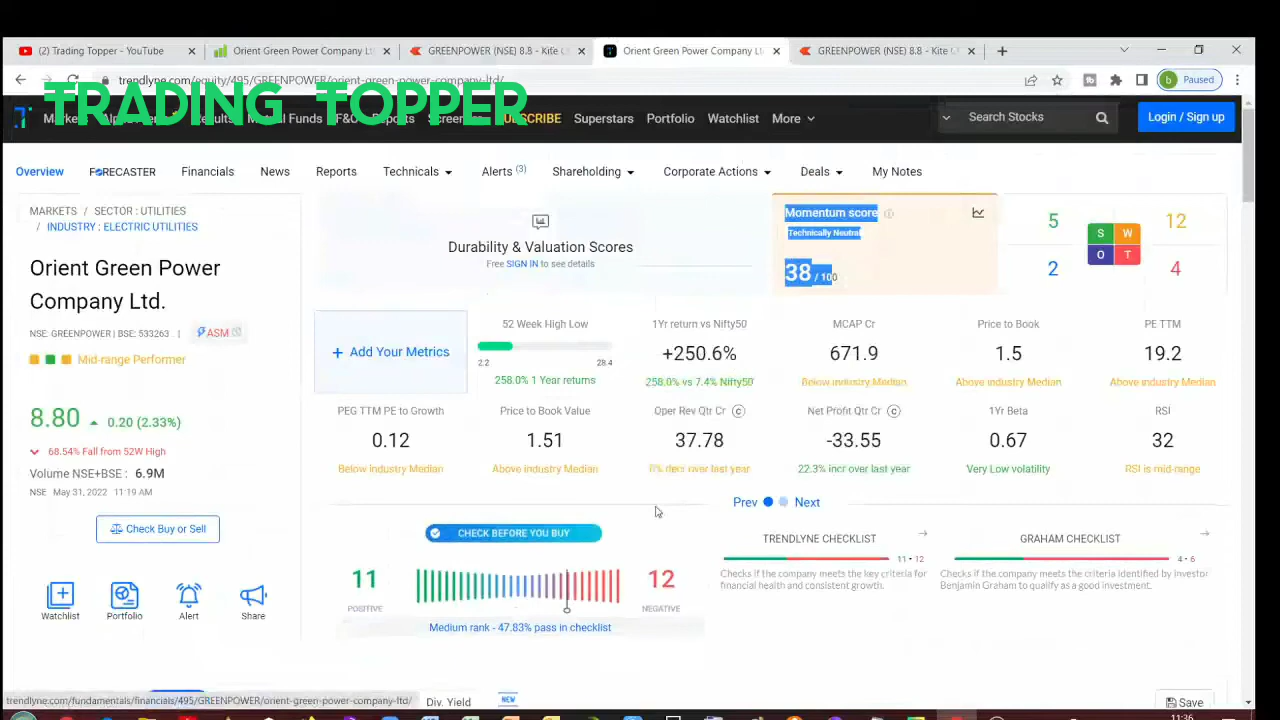 (2) Trading Topper - YouTube
Orient Green Power Company Ltd
GREENPOWER (NSE) 8.8 - Kite
Orient Green Power Company Ltd
GREENPOWER (NSE) 8.8 - Kite
trendlyne.com/equity/495/GREENPOWER/orient-green-power-company-ltd/
Paused
TRADING TOPPER
SUBSCRIBE Superstars Portfolio Watchlist More
Search Stocks
Login / Sign up
Overview FORECASTER Financials News Reports Technicals Alerts (3) Shareholding Corporate Actions Deals My Notes
MARKETS / SECTOR : UTILITIES
/ INDUSTRY : ELECTRIC UTILITIES
Orient Green Power
Company Ltd.
NSE: GREENPOWER | BSE: 533263 | ASM
Mid-range Performer
8.80 0.20 (2.33%)
68.54% Fall from 52W High
Volume NSE+BSE : 6.9M
NSE May 31, 2022 11:19 AM
Check Buy or Sell
Watchlist Portfolio Alert Share
Durability & Valuation Scores
Free SIGN IN to see details
Momentum score
Technically Neutral
38 / 100
5 S W 12
2 O T 4
+ Add Your Metrics
52 Week High Low
2.2 28.4
258.0% 1 Year returns
1Yr return vs Nifty50
+250.6%
258.0% vs 7.4% Nifty50
MCAP Cr
671.9
Below industry Median
Price to Book
1.5
Above industry Median
PE TTM
19.2
Above industry Median
PEG TTM PE to Growth
0.12
Below industry Median
Price to Book Value
1.51
Above industry Median
Oper Rev Qtr Cr
37.78
Net Profit Qtr Cr
-33.55
22.3% incr over last year
1Yr Beta
0.67
Very Low volatility
RSI
32
RSI is mid-range
Prev Next
CHECK BEFORE YOU BUY
11
POSITIVE
12
NEGATIVE
Medium rank - 47.83% pass in checklist
TRENDLYNE CHECKLIST
11 • 12
Checks if the company meets the key criteria for
financial health and consistent growth.
GRAHAM CHECKLIST
4 • 6
Checks if the company meets the criteria identified by investor
Benjamin Graham to qualify as a good investment.
trendlyne.com/fundamentals/financials/495/GREENPOWER/orient-green-power-company-ltd/
Div. Yield
NEW
Save
11:36